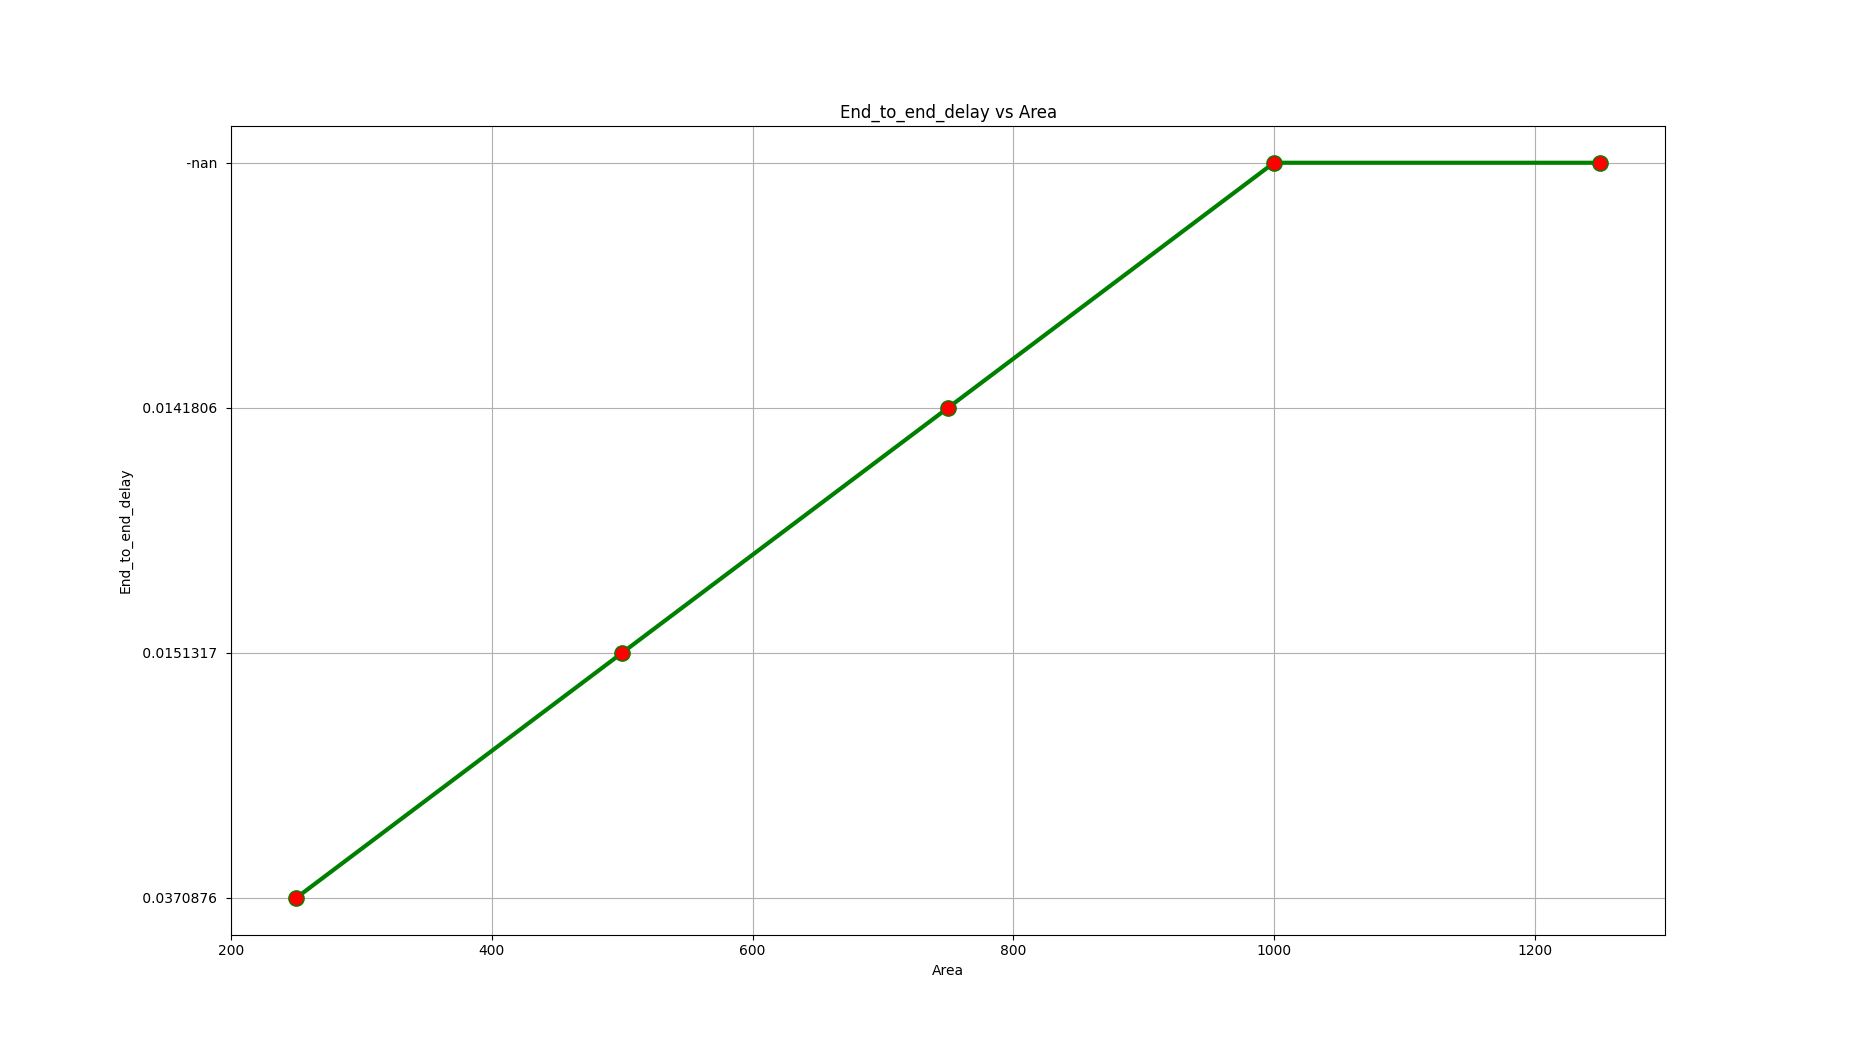 End_to_end_delay vs Area
-nan
0.0141806
0.0151317
0.0370876
End_to_end_delay
200 400 600 800 1000 1200
Area